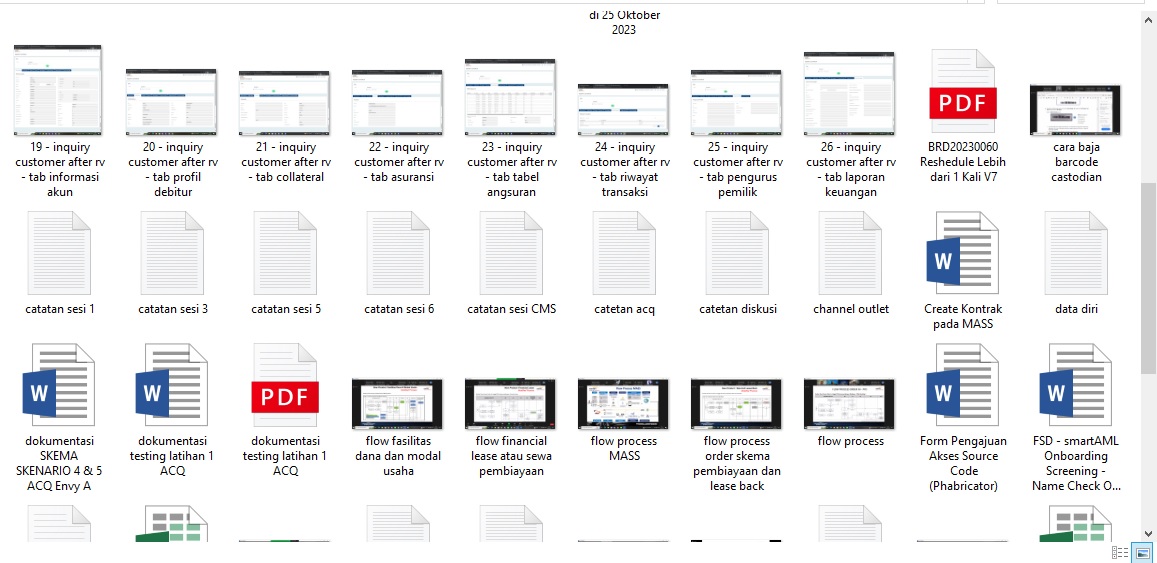 di 25 Oktober
2023
19 - inquiry
customer after rv
- tab informasi
akun
20 - inquiry
customer after rv
- tab profil
debitur
21 - inquiry
customer after rv
- tab collateral
22 - inquiry
customer after rv
- tab asuransi
23 - inquiry
customer after rv
- tab tabel
angsuran
24 - inquiry
customer after rv
- tab riwayat
transaksi
25 - inquiry
customer after rv
- tab pengurus
pemilik
26 - inquiry
customer after rv
- tab laporan
keuangan
PDF
BRD20230060
Reshedule Lebih
dari 1 Kali V7
cara baja
barcode
castodian
catatan sesi 1
catatan sesi 3
catatan sesi 5
catatan sesi 6
catatan sesi CMS
catetan acq
catetan diskusi
channel outlet
W
Create Kontrak
pada MASS
data diri
W
dokumentasi
SKEMA
SKENARIO 4 & 5
ACQ Envy A
W
dokumentasi
testing latihan 1
ACQ
PDF
dokumentasi
testing latihan 1
ACQ
flow fasilitas
dana dan modal
usaha
flow financial
lease atau sewa
pembiayaan
flow process
MASS
flow process
order skema
pembiayaan dan
lease back
flow process
W
Form Pengajuan
Akses Source
Code
(Phabricator)
W
FSD - smartAML
Onboarding
Screening -
Name Check O...